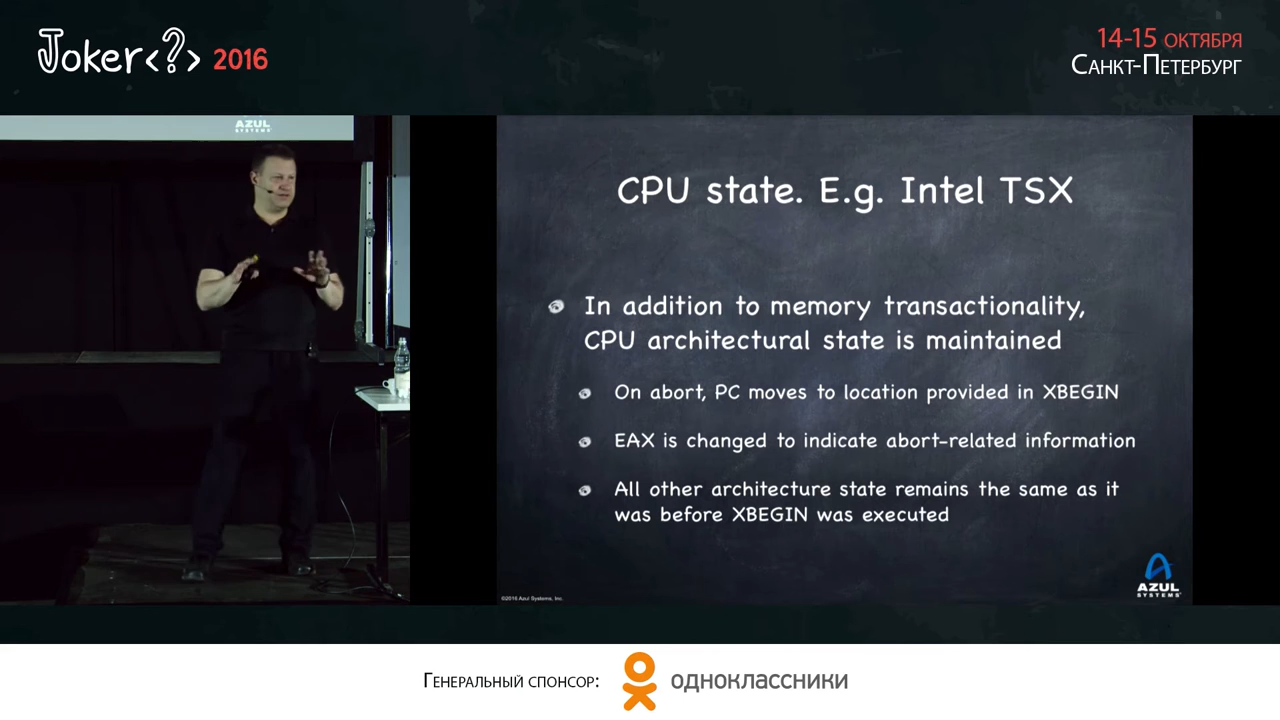 Joker<?> 2016
14-15 октября
Санкт-Петербург
AZUL
SYSTEMS
CPU state. E.g. Intel TSX
In addition to memory transactionality,
CPU architectural state is maintained
On abort, PC moves to location provided in XBEGIN
EAX is changed to indicate abort-related information
All other architecture state remains the same as it
was before XBEGIN was executed
©2016 Azul Systems, Inc.
AZUL
SYSTEMS
Генеральный спонсор:
одноклассники